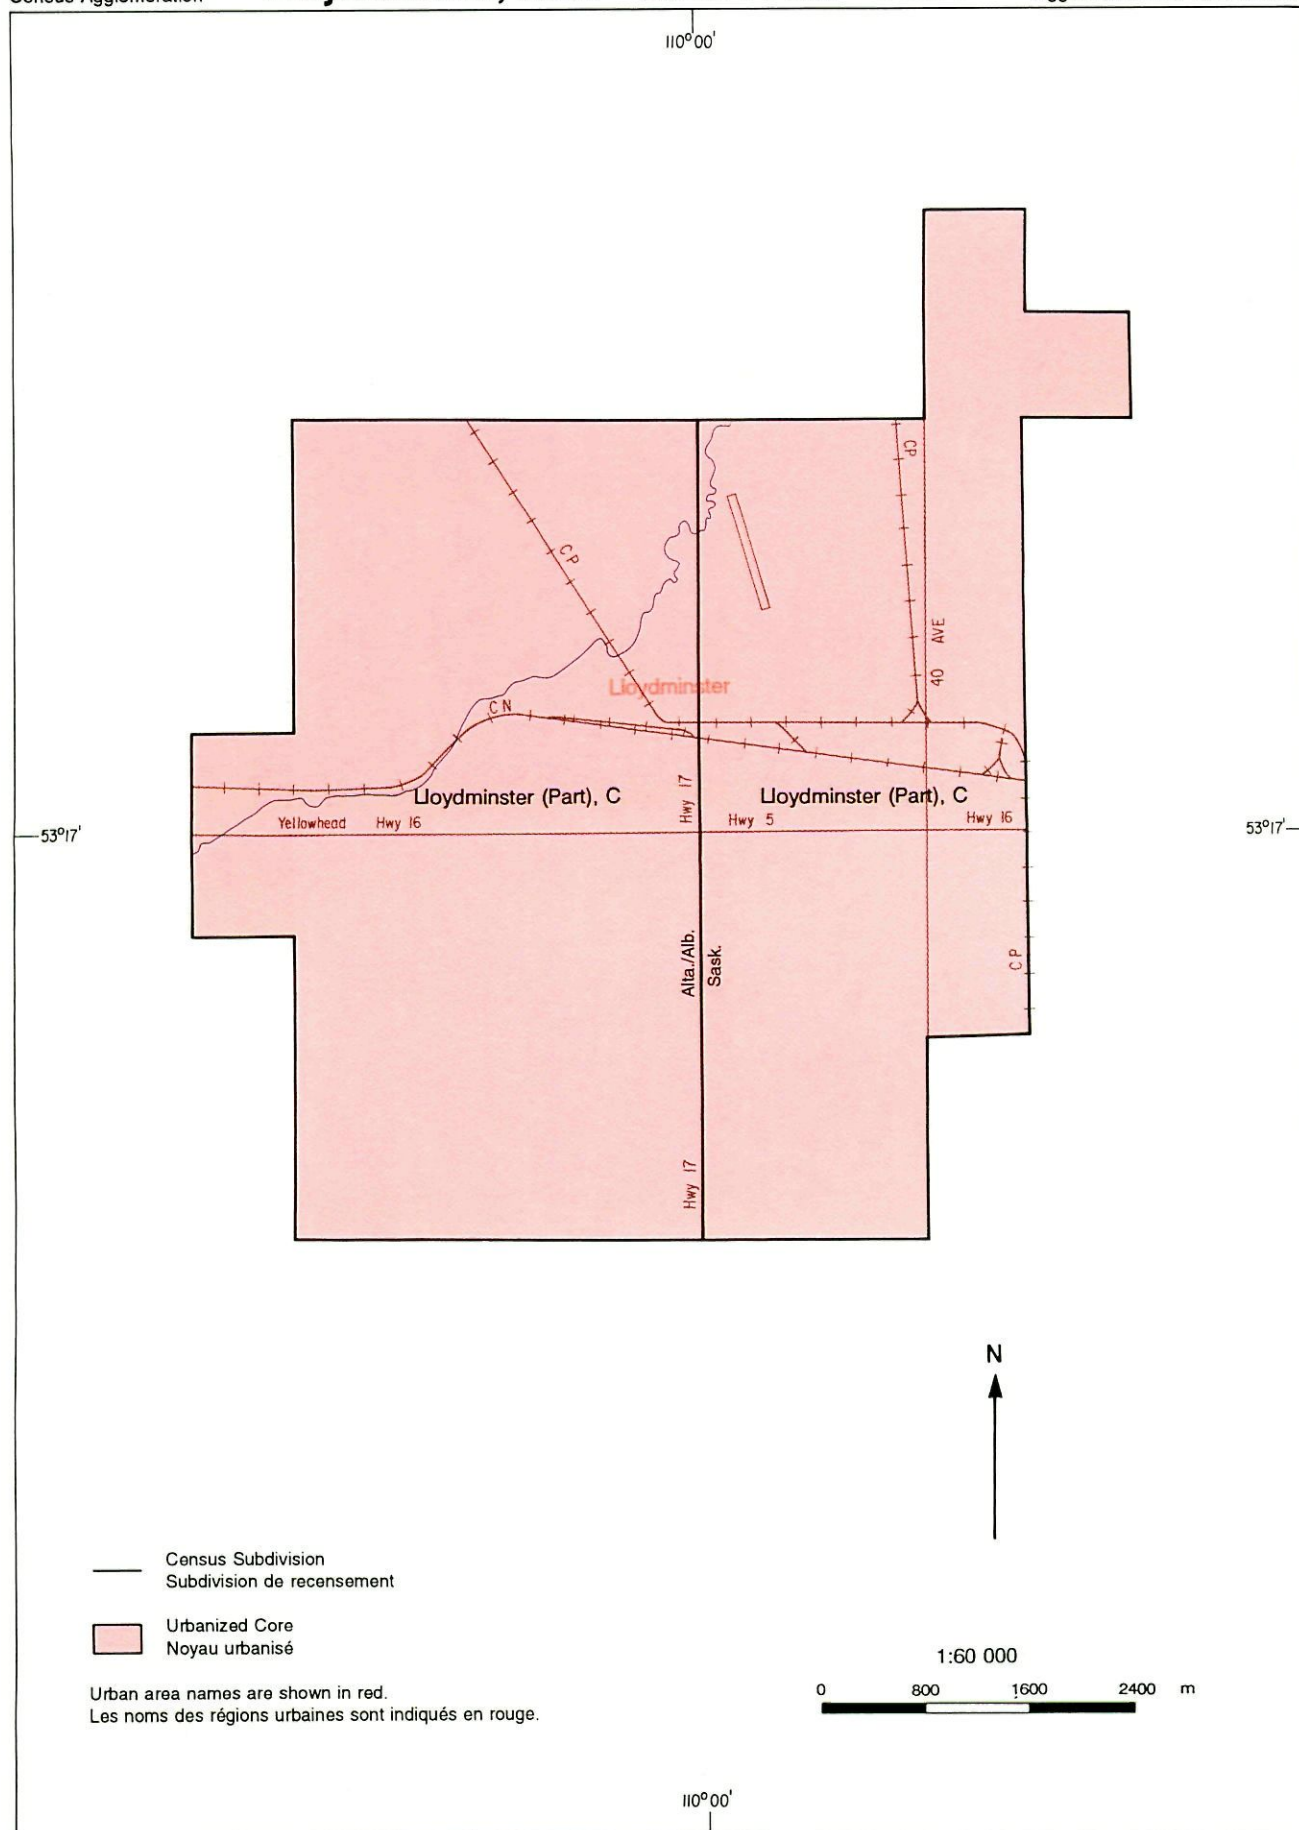 Census Agglomeration
110°00'
CP
CP
40 AVE
Lloydminster
CN
Hwy 17
Lloydminster (Part), C
Lloydminster (Part), C
Yellowhead Hwy 16
Hwy 5
Hwy 16
53°17'
53°17'
Alta./Alb.
Sask.
CP
Hwy 17
N
Census Subdivision
Subdivision de recensement
Urbanized Core
Noyau urbanisé
Urban area names are shown in red.
Les noms des régions urbaines sont indiqués en rouge.
1:60 000
0 800 1600 2400 m
110°00'